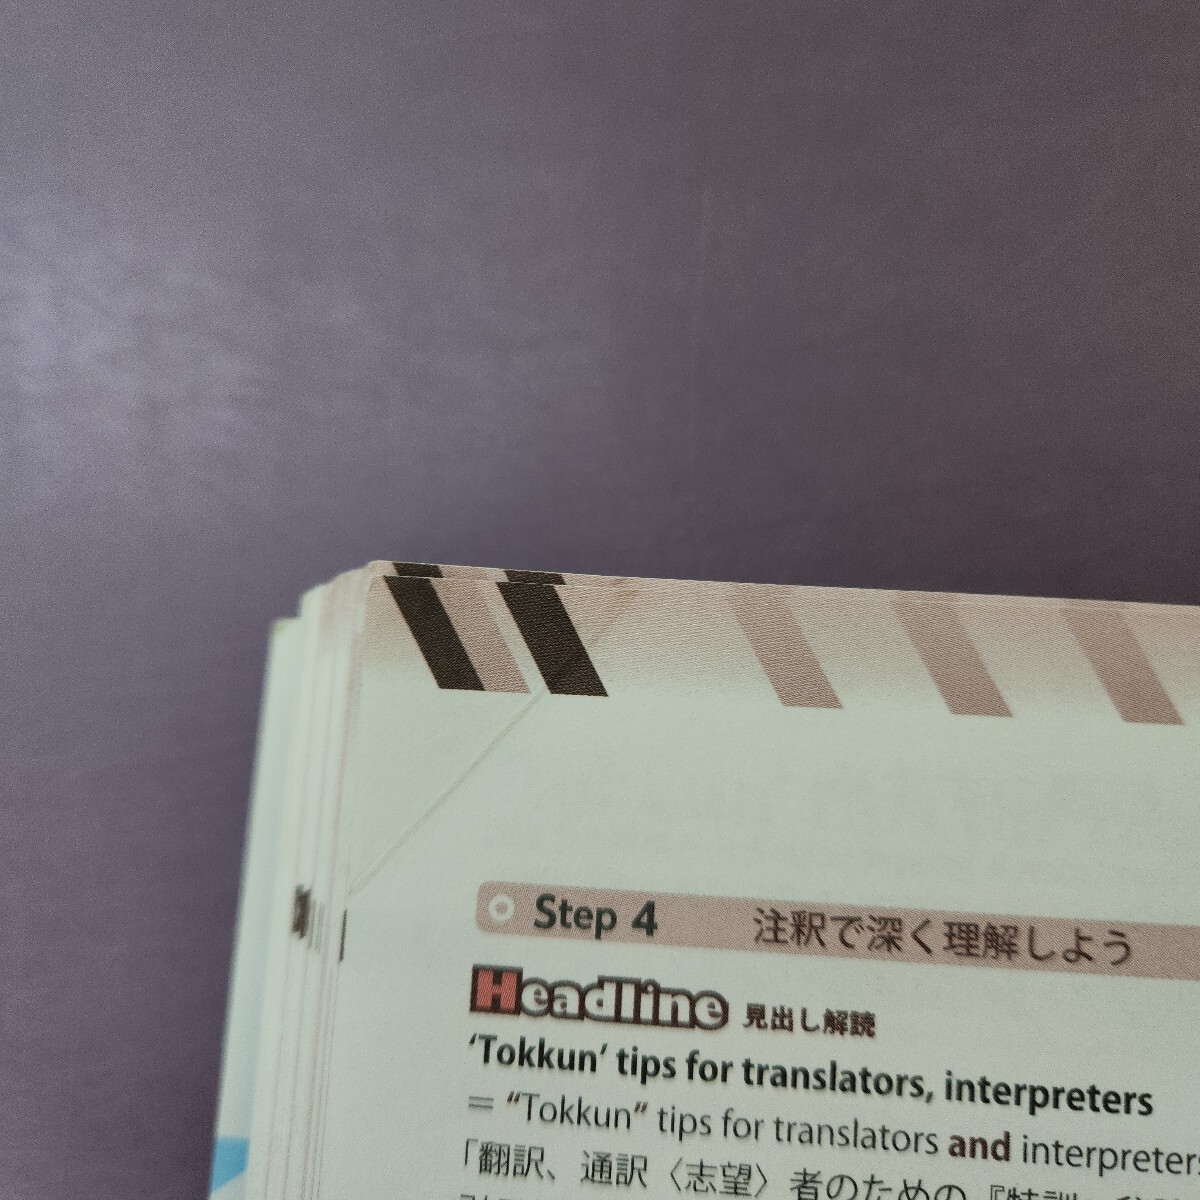 Step 4 注釈で深く理解しよう
Headline 見出し解読
‘Tokkun’ tips for translators, interpreters
= “Tokkun” tips for translators and interpreters
「翻訳、通訳〈志望〉者のための『特訓